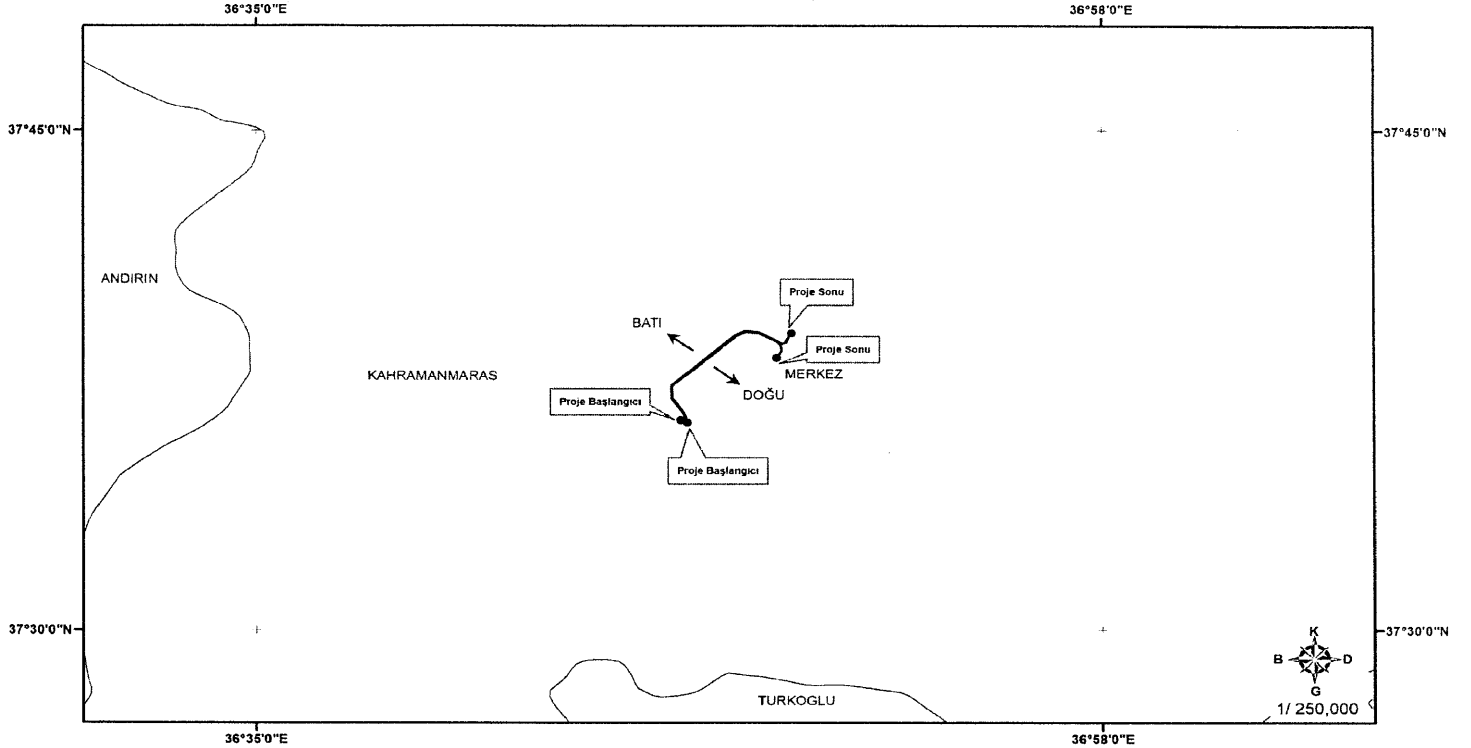 36°35'0"E
36°58'0"E
37°45'0"N
37°45'0"N
ANDIRIN
Proje Sonu
BATI
Proje Sonu
KAHRAMANMARAS
MERKEZ
DOĞU
Proje Başlangıcı
Proje Başlangıcı
37°30'0"N
37°30'0"N
K
B D
G
TURKOGLU
1/ 250,000
36°35'0"E
36°58'0"E